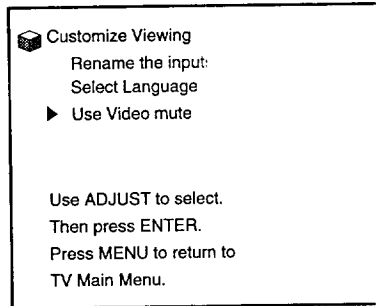 Customize Viewing
Rename the input:
Select Language
Use Video mute
Use ADJUST to select.
Then press ENTER.
Press MENU to return to
TV Main Menu.